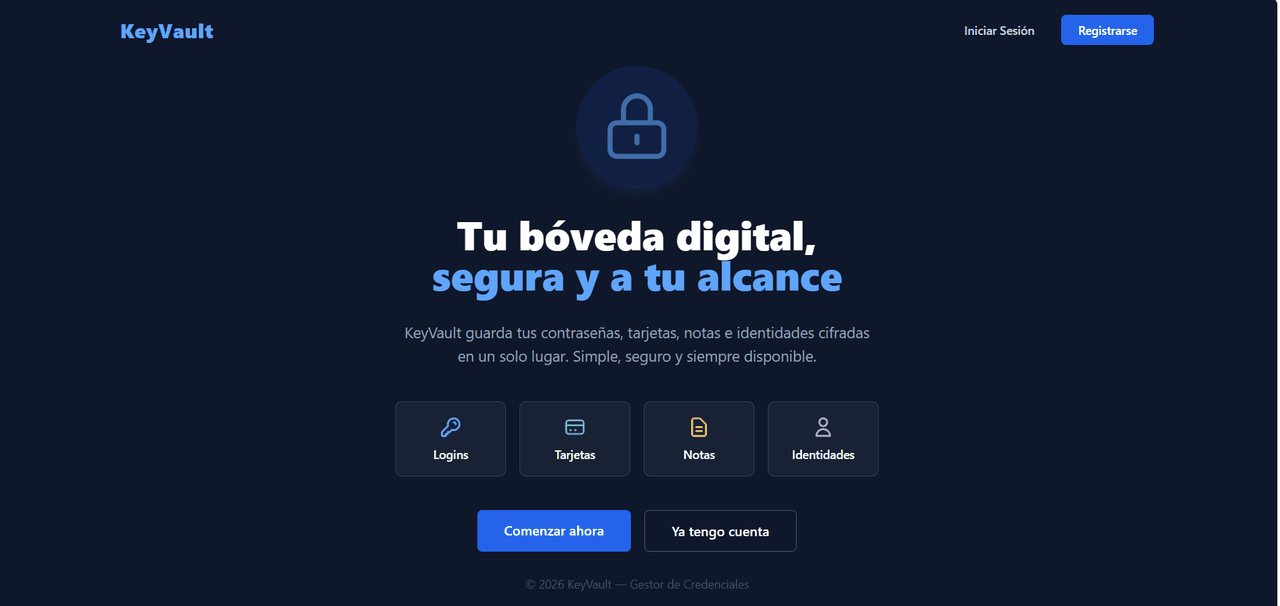 KeyVault
Iniciar Sesión
Registrarse
Tu bóveda digital,
segura y a tu alcance
KeyVault guarda tus contraseñas, tarjetas, notas e identidades cifradas
en un solo lugar. Simple, seguro y siempre disponible.
Logins
Tarjetas
Notas
Identidades
Comenzar ahora
Ya tengo cuenta
© 2026 KeyVault — Gestor de Credenciales